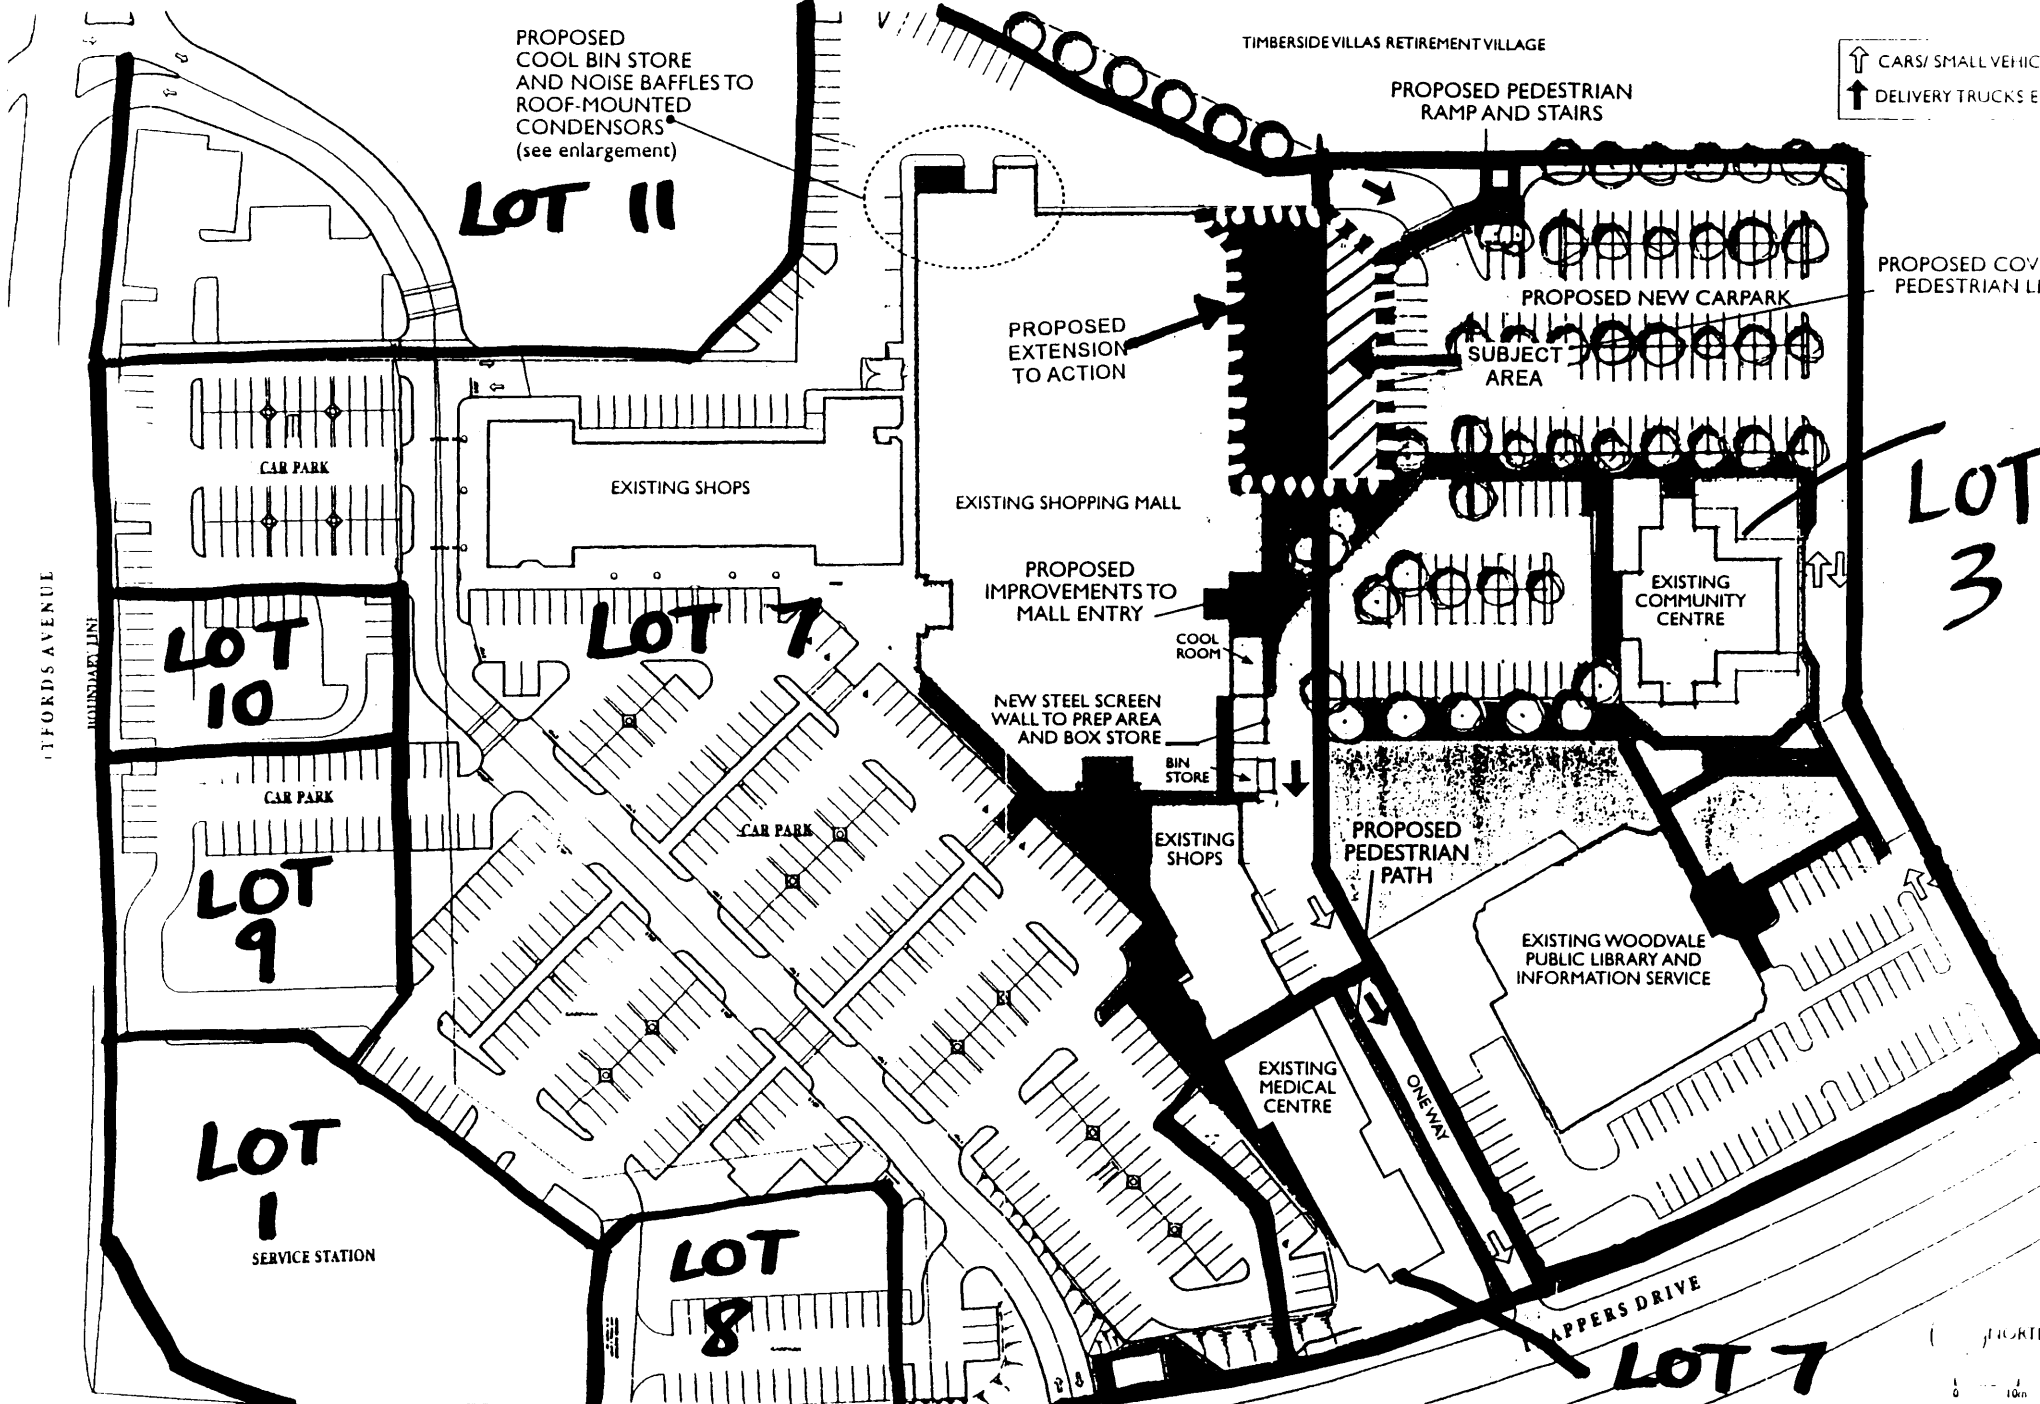 PROPOSED
COOL BIN STORE
AND NOISE BAFFLES TO
ROOF-MOUNTED
CONDENSORS
(see enlargement)
LOT 11
TIMBERSIDE VILLAS RETIREMENT VILLAGE
PROPOSED PEDESTRIAN
RAMP AND STAIRS
CARS/ SMALL VEHIC
DELIVERY TRUCKS E
PROPOSED COV
PEDESTRIAN LI
PROPOSED NEW CARPARK
PROPOSED
EXTENSION
TO ACTION
SUBJECT
AREA
CAR PARK
EXISTING SHOPS
EXISTING SHOPPING MALL
LOT
3
PROPOSED
IMPROVEMENTS TO
MALL ENTRY
EXISTING
COMMUNITY
CENTRE
TFORDS AVENUE
BOUNDARY LINE
LOT
10
LOT 7
COOL
ROOM
NEW STEEL SCREEN
WALL TO PREP AREA
AND BOX STORE
BIN
STORE
CAR PARK
CAR PARK
EXISTING
SHOPS
PROPOSED
PEDESTRIAN
PATH
LOT
9
EXISTING WOODVALE
PUBLIC LIBRARY AND
INFORMATION SERVICE
EXISTING
MEDICAL
CENTRE
ONE WAY
LOT
1
SERVICE STATION
LOT
8
APPERS DRIVE
LOT 7
NORTH
0 10m